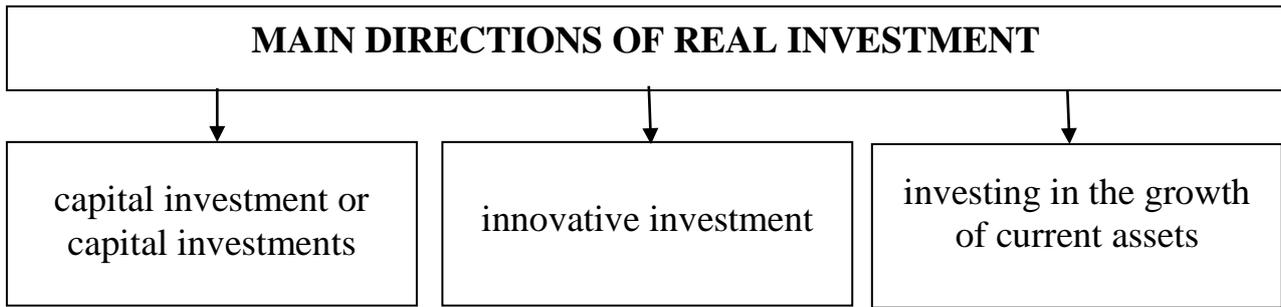 MAIN DIRECTIONS OF REAL INVESTMENT
capital investment or
capital investments
innovative investment
investing in the growth
of current assets